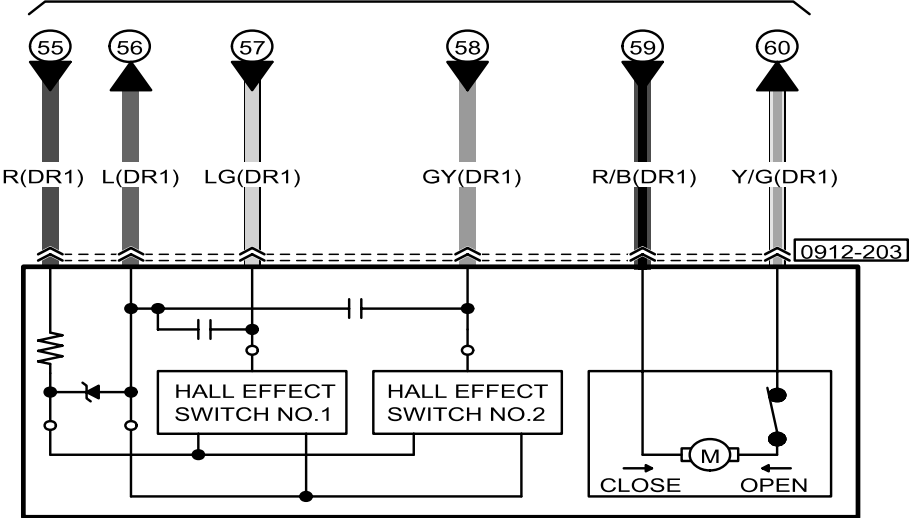 55 56 57 58 59 60
R(DR1) L(DR1) LG(DR1) GY(DR1) R/B(DR1) Y/G(DR1)
0912-203
HALL EFFECT
SWITCH NO.1
HALL EFFECT
SWITCH NO.2
M
CLOSE OPEN